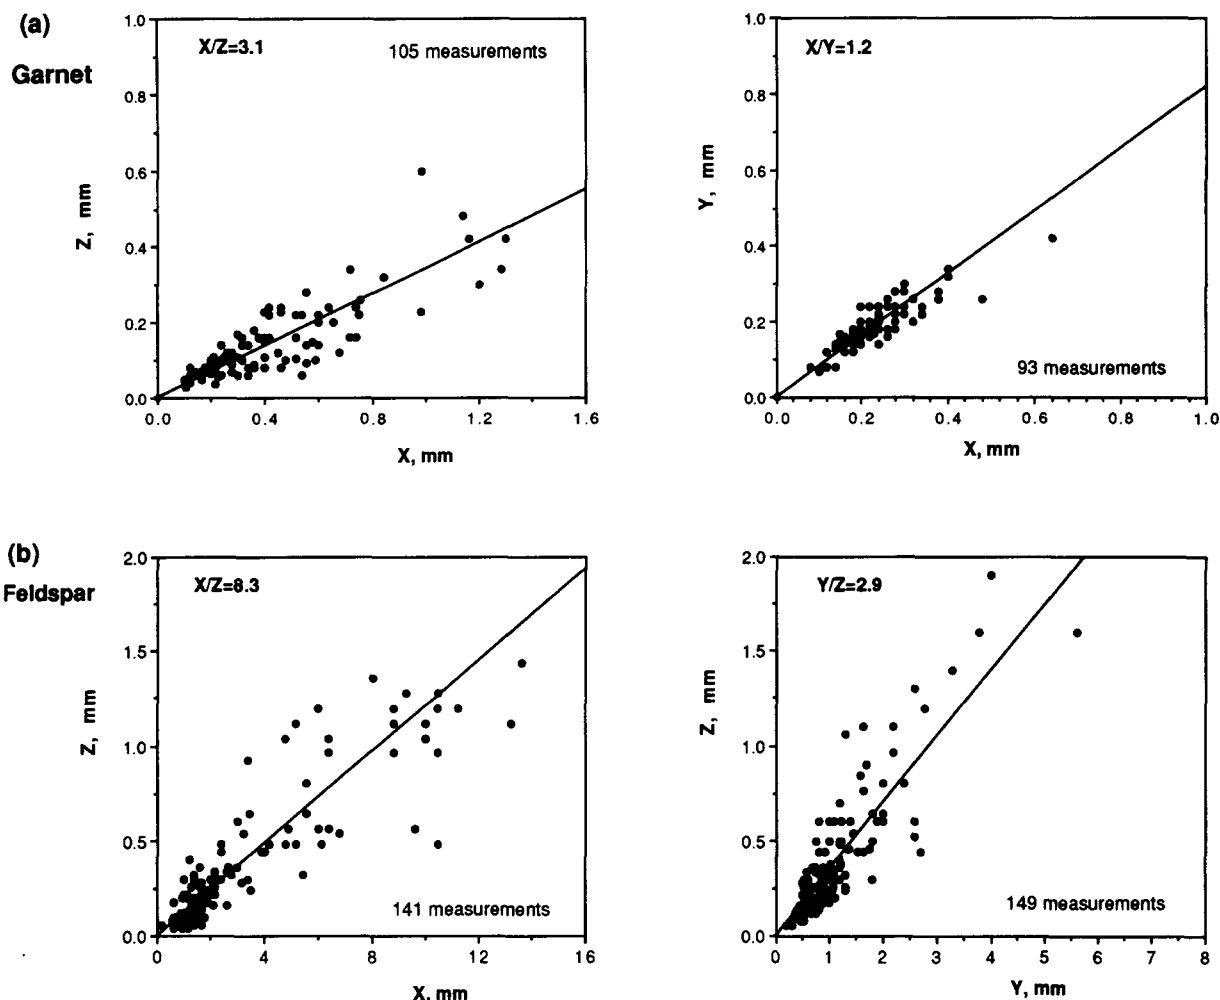 (a)
Garnet
X/Z=3.1
105 measurements
1.0
0.8
0.6
0.4
0.2
0.0
Z, mm
0.0 0.4 0.8 1.2 1.6
X, mm
X/Y=1.2
93 measurements
1.0
0.8
0.6
0.4
0.2
0.0
Y, mm
0.0 0.2 0.4 0.6 0.8 1.0
X, mm
(b)
Feldspar
X/Z=8.3
141 measurements
2.0
1.5
1.0
0.5
0.0
Z, mm
0 4 8 12 16
X, mm
Y/Z=2.9
149 measurements
2.0
1.5
1.0
0.5
0.0
Z, mm
0 1 2 3 4 5 6 7 8
Y, mm